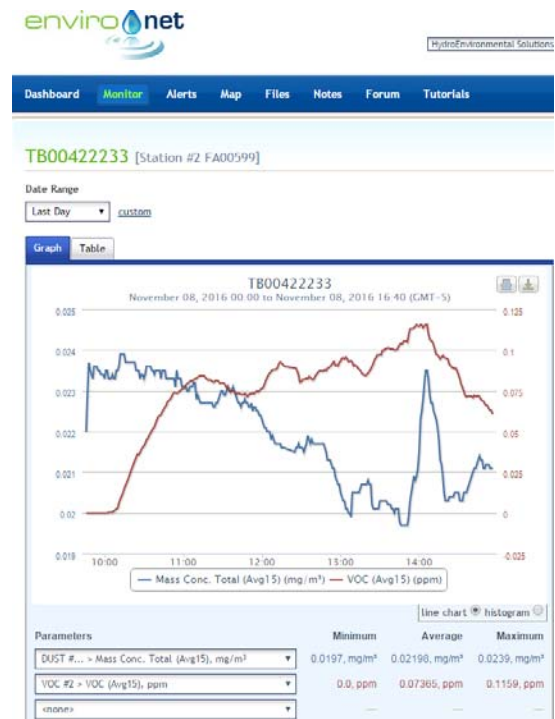 enviro net
HydroEnvironmental Solutions
Dashboard Monitor Alerts Map Files Notes Forum Tutorials
TB00422233 [Station #2 FA00599]
Date Range
Last Day custom
Graph Table
TB00422233
November 08, 2016 00:00 to November 08, 2016 16:40 (GMT-5)
0.025 0.125
0.024 0.1
0.023 0.075
0.022 0.05
0.021 0.025
0.02 0
0.019 -0.025
10:00 11:00 12:00 13:00 14:00
Mass Conc. Total (Avg15) (mg/m³) VOC (Avg15) (ppm)
line chart histogram
Parameters Minimum Average Maximum
DUST #... > Mass Conc. Total (Avg15), mg/m³ 0.0197, mg/m³ 0.02198, mg/m³ 0.0239, mg/m³
VOC #2 > VOC (Avg15), ppm 0.0, ppm 0.07365, ppm 0.1159, ppm
<none> — — —